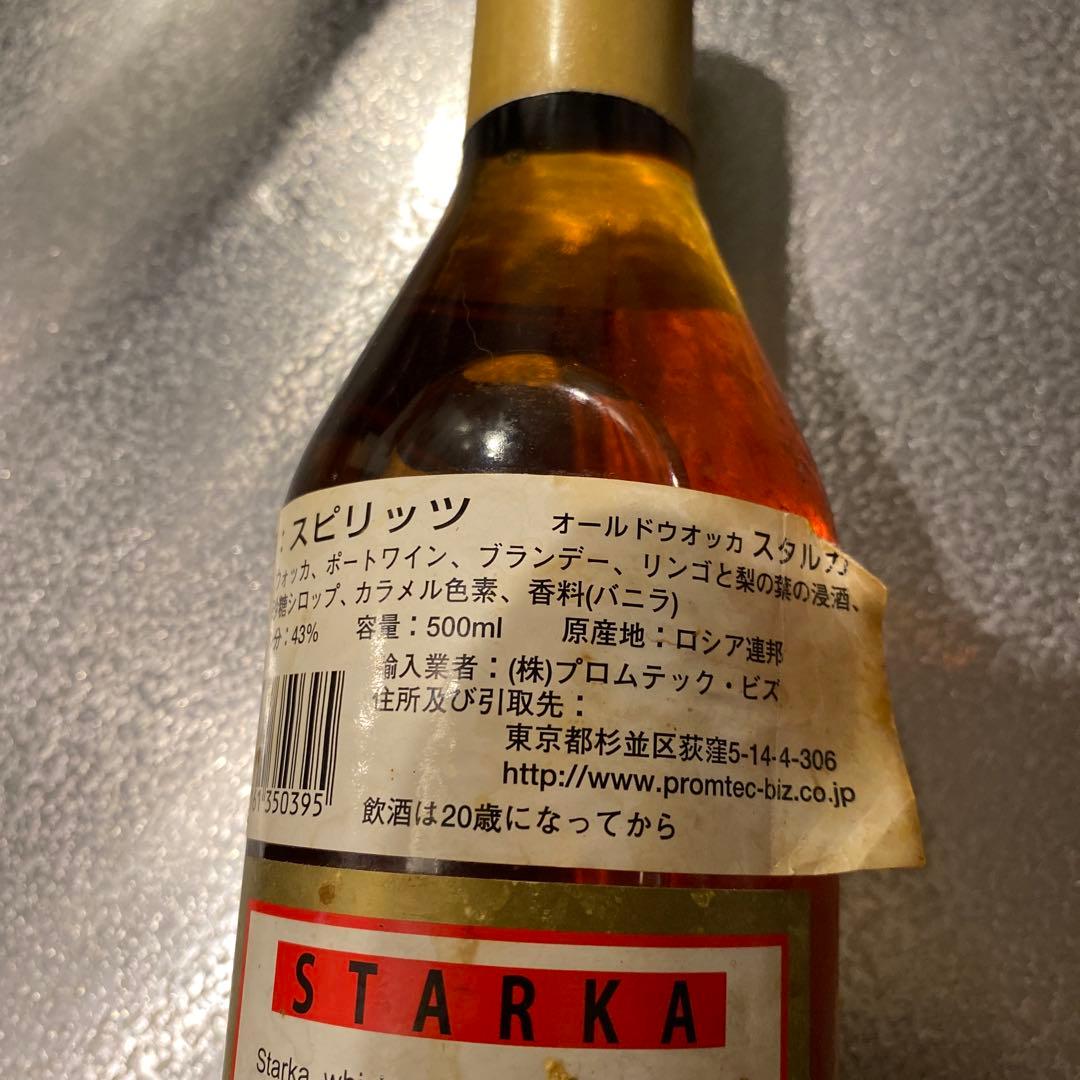 ：スピリッツ オールドウオッカ スタルカ
ウォッカ、ポートワイン、ブランデー、リンゴと梨の葉の浸酒、
糖シロップ、カラメル色素、香料(バニラ)
分：43% 容量：500ml 原産地：ロシア連邦
輸入業者：(株)プロムテック・ビズ
住所及び引取先：
東京都杉並区荻窪5-14-4-306
http://www.promtec-biz.co.jp
350395
飲酒は20歳になってから
STARKA
Starka